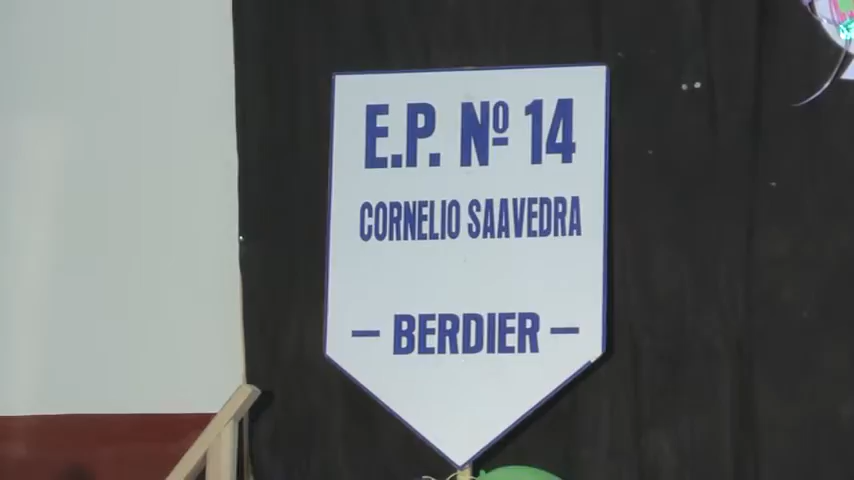 E.P. Nº 14
CORNELIO SAAVEDRA
— BERDIER —